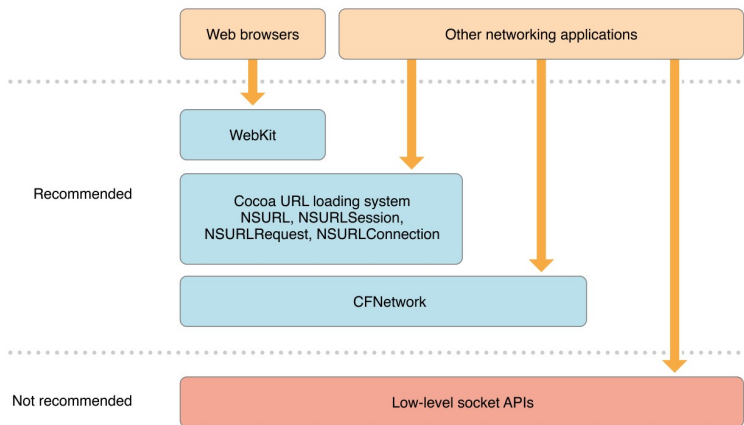 Web browsers
Other networking applications
WebKit
Recommended
Cocoa URL loading system
NSURL, NSURLSession,
NSURLRequest, NSURLConnection
CFNetwork
Not recommended
Low-level socket APIs